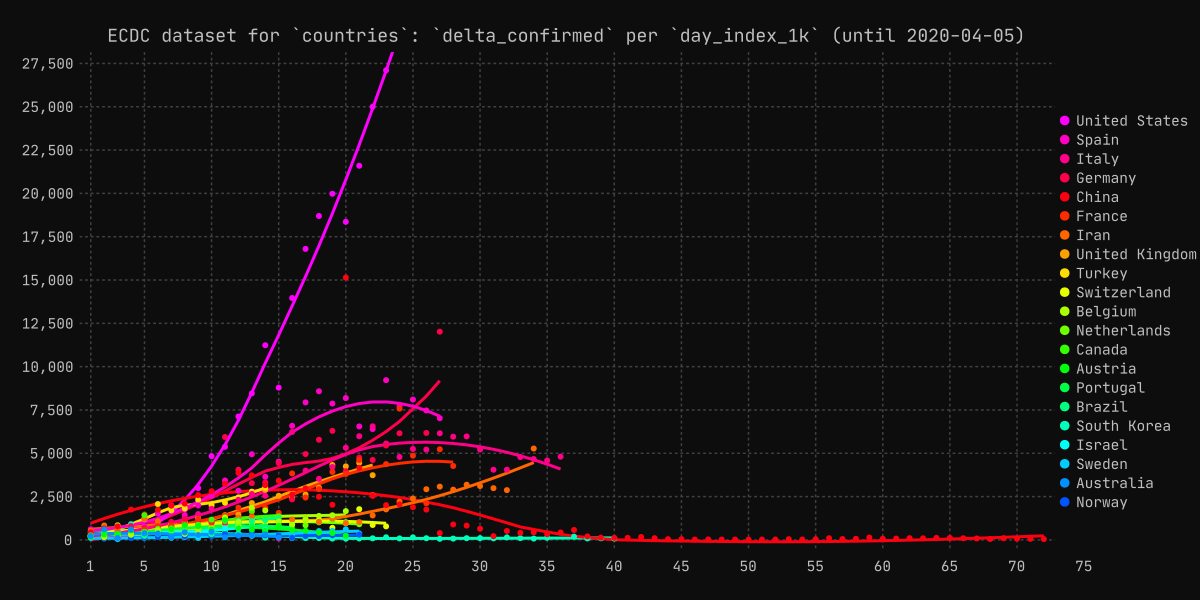 ECDC dataset for `countries`: `delta_confirmed` per `day_index_1k` (until 2020-04-05)
27,500
25,000
22,500
20,000
17,500
15,000
12,500
10,000
7,500
5,000
2,500
0
1 5 10 15 20 25 30 35 40 45 50 55 60 65 70 75
United States
Spain
Italy
Germany
China
France
Iran
United Kingdom
Turkey
Switzerland
Belgium
Netherlands
Canada
Austria
Portugal
Brazil
South Korea
Israel
Sweden
Australia
Norway